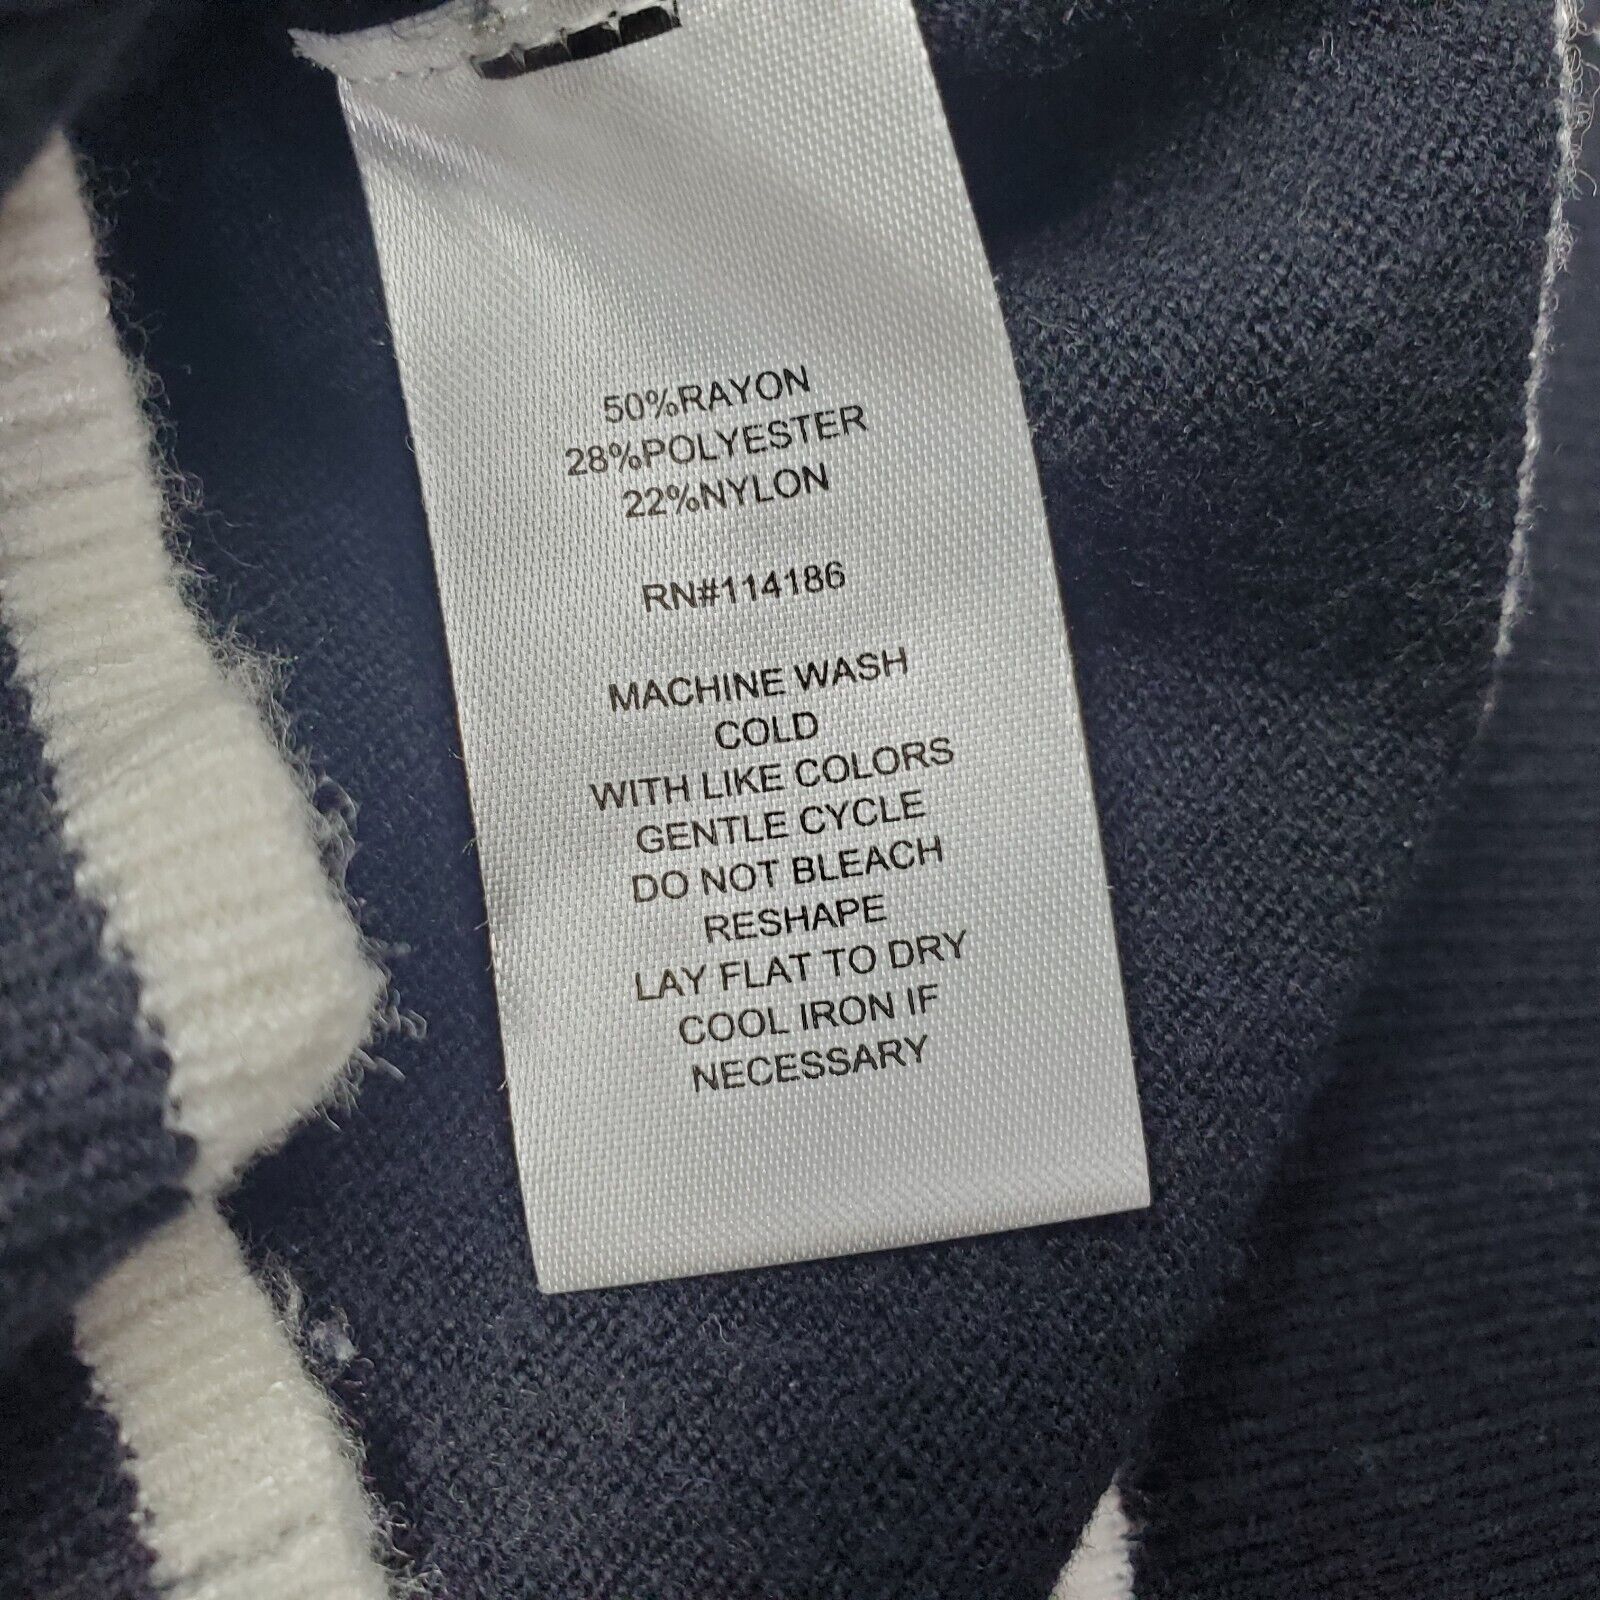 50%RAYON
28%POLYESTER
22%NYLON
RN#114186
MACHINE WASH
COLD
WITH LIKE COLORS
GENTLE CYCLE
DO NOT BLEACH
RESHAPE
LAY FLAT TO DRY
COOL IRON IF
NECESSARY